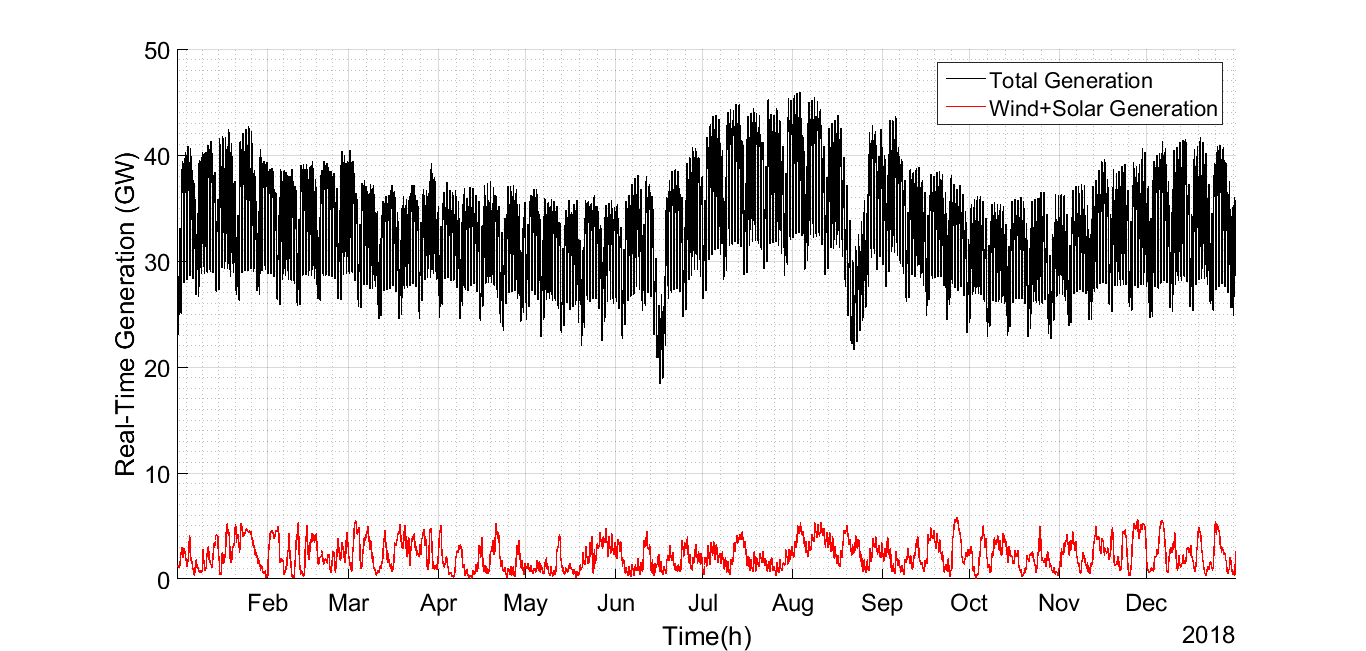 Real-Time Generation (GW)
50
40
30
20
10
0
Total Generation
Wind+Solar Generation
Feb Mar Apr May Jun Jul Aug Sep Oct Nov Dec
Time(h)
2018